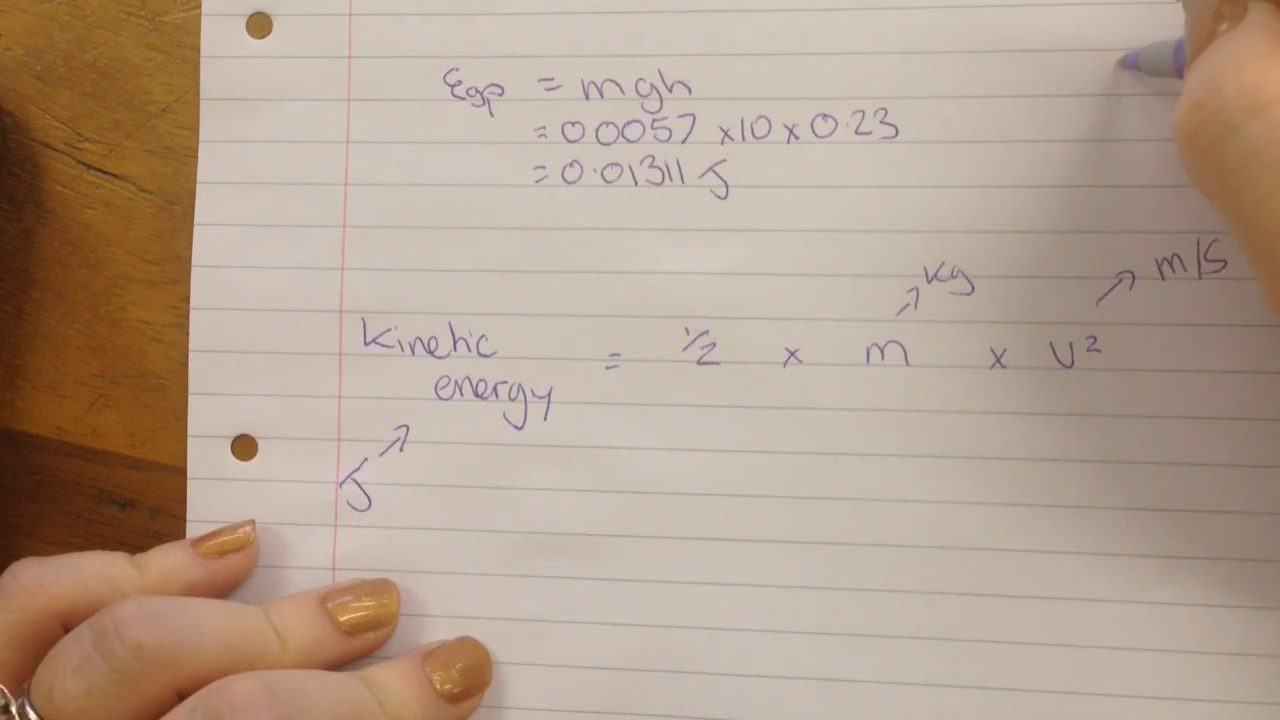 Egp = mgh
= 0.0057 × 10 × 0.23
= 0.01311 J
kg
m/s
Kinetic energy = 1/2 × m × v²
J